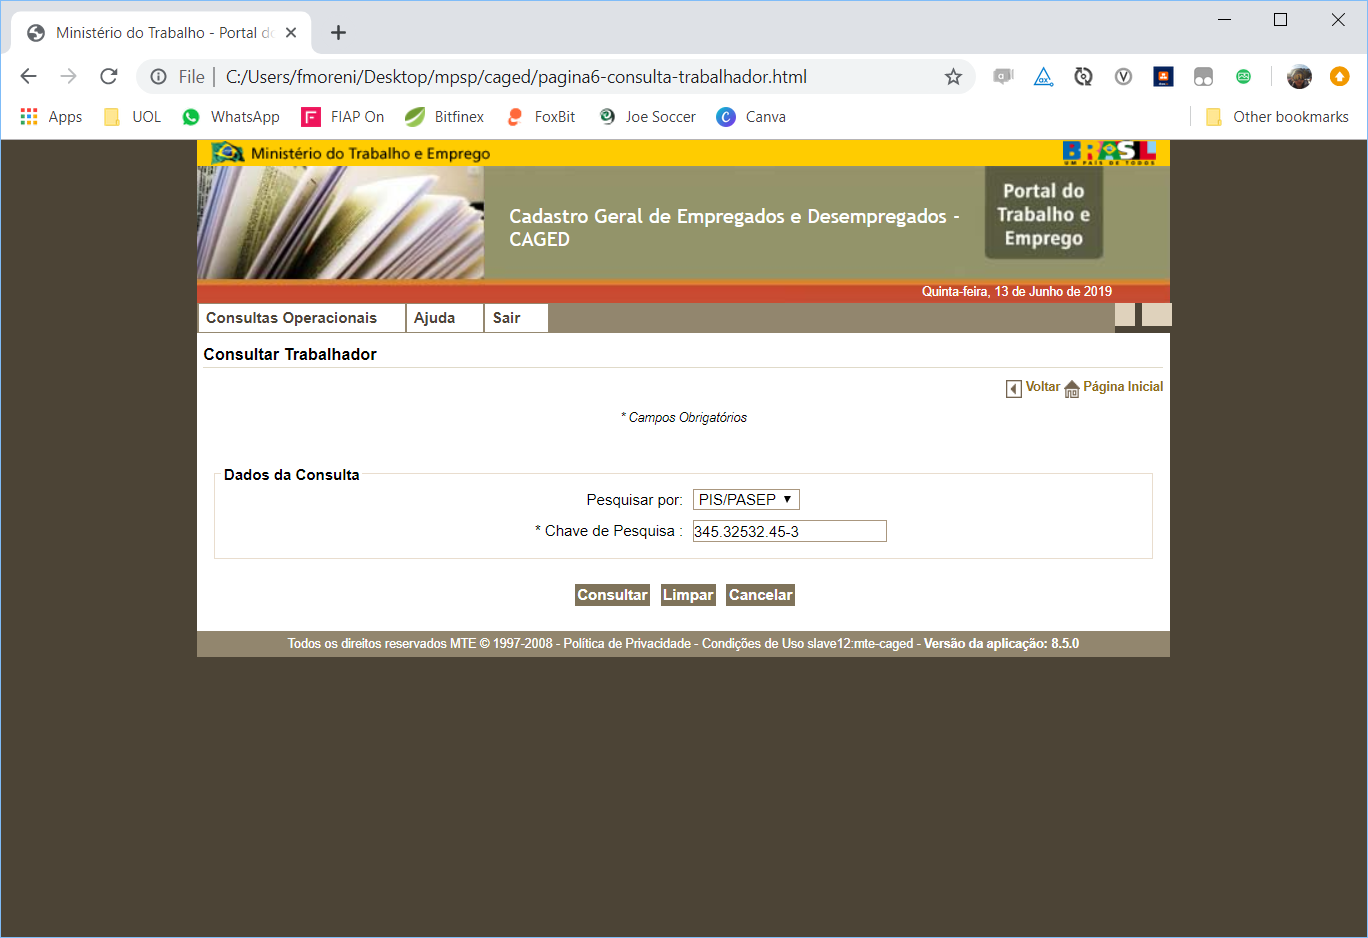 Ministério do Trabalho - Portal do
File
C:/Users/fmoreni/Desktop/mpsp/caged/pagina6-consulta-trabalhador.html
Apps UOL WhatsApp FIAP On Bitfinex FoxBit Joe Soccer Canva Other bookmarks
Ministério do Trabalho e Emprego
BRASIL
UM PAÍS DE TODOS
Cadastro Geral de Empregados e Desempregados -
CAGED
Portal do
Trabalho e
Emprego
Quinta-feira, 13 de Junho de 2019
Consultas Operacionais Ajuda Sair
Consultar Trabalhador
Voltar Página Inicial
* Campos Obrigatórios
Dados da Consulta
Pesquisar por: PIS/PASEP
* Chave de Pesquisa : 345.32532.45-3
Consultar Limpar Cancelar
Todos os direitos reservados MTE © 1997-2008 - Política de Privacidade - Condições de Uso slave12:mte-caged - Versão da aplicação: 8.5.0